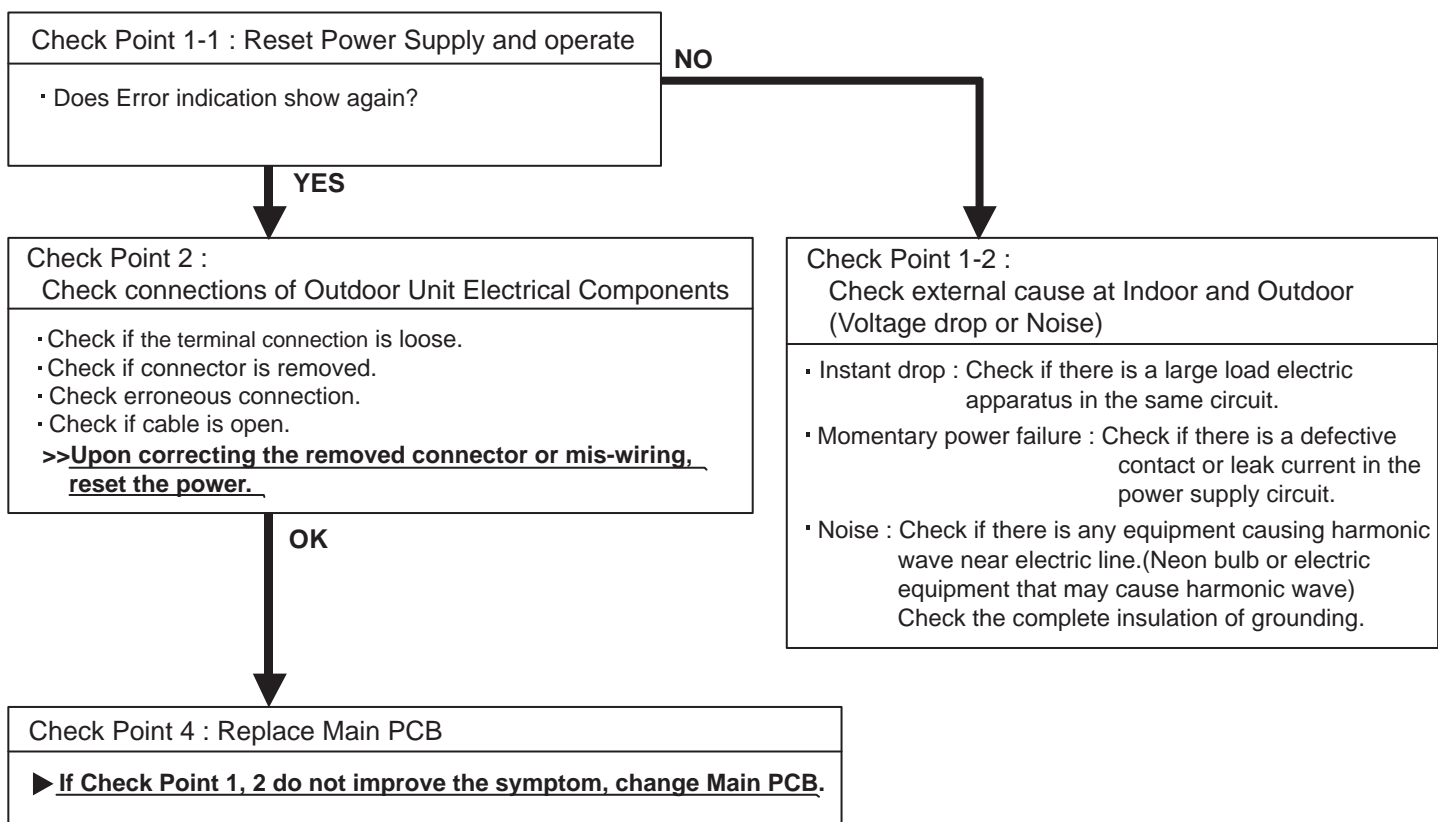 Check Point 1-1 : Reset Power Supply and operate
▪ Does Error indication show again?
NO
YES
Check Point 2 :
Check connections of Outdoor Unit Electrical Components
▪ Check if the terminal connection is loose.
▪ Check if connector is removed.
▪ Check erroneous connection.
▪ Check if cable is open.
>>Upon correcting the removed connector or mis-wiring,
reset the power.
Check Point 1-2 :
Check external cause at Indoor and Outdoor
(Voltage drop or Noise)
▪ Instant drop : Check if there is a large load electric
apparatus in the same circuit.
▪ Momentary power failure : Check if there is a defective
contact or leak current in the
power supply circuit.
▪ Noise : Check if there is any equipment causing harmonic
wave near electric line.(Neon bulb or electric
equipment that may cause harmonic wave)
Check the complete insulation of grounding.
OK
Check Point 4 : Replace Main PCB
▶ If Check Point 1, 2 do not improve the symptom, change Main PCB.